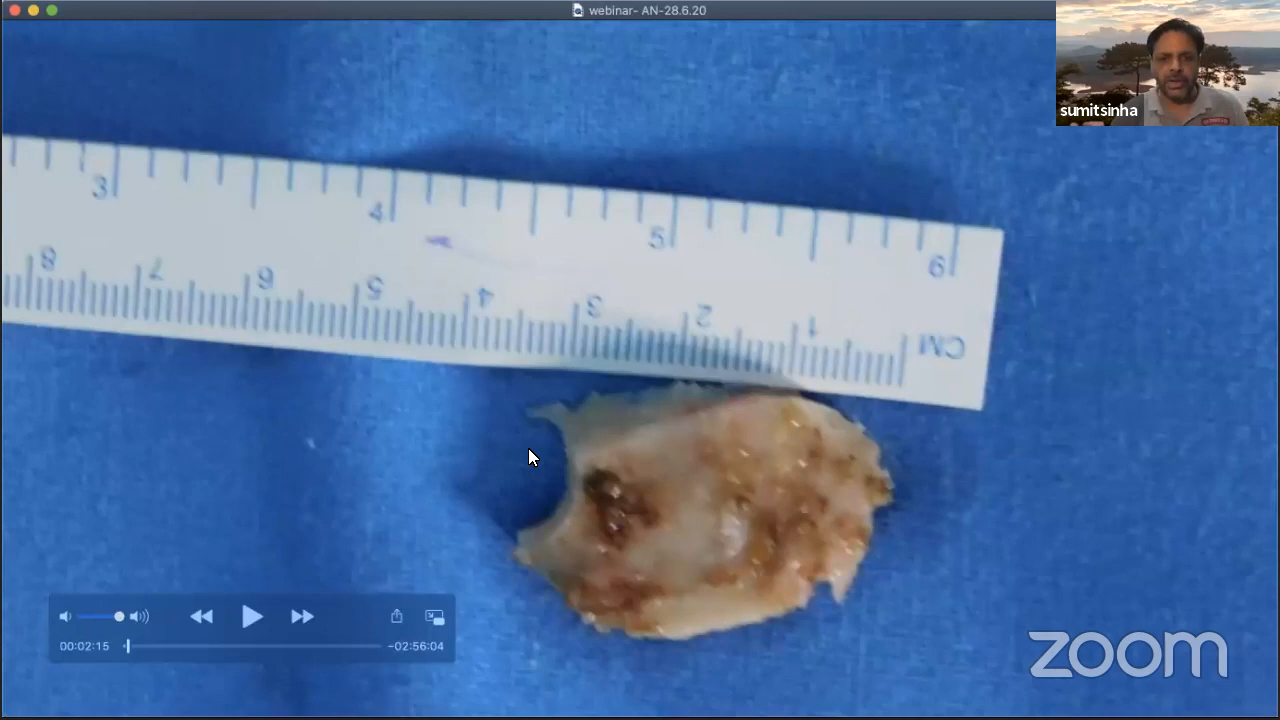 webinar- AN-28.6.20
sumitsinha
3 4 5 6
8 7 6 5 4 3 2 1 CM
00:02:15 -02:56:04
zoom